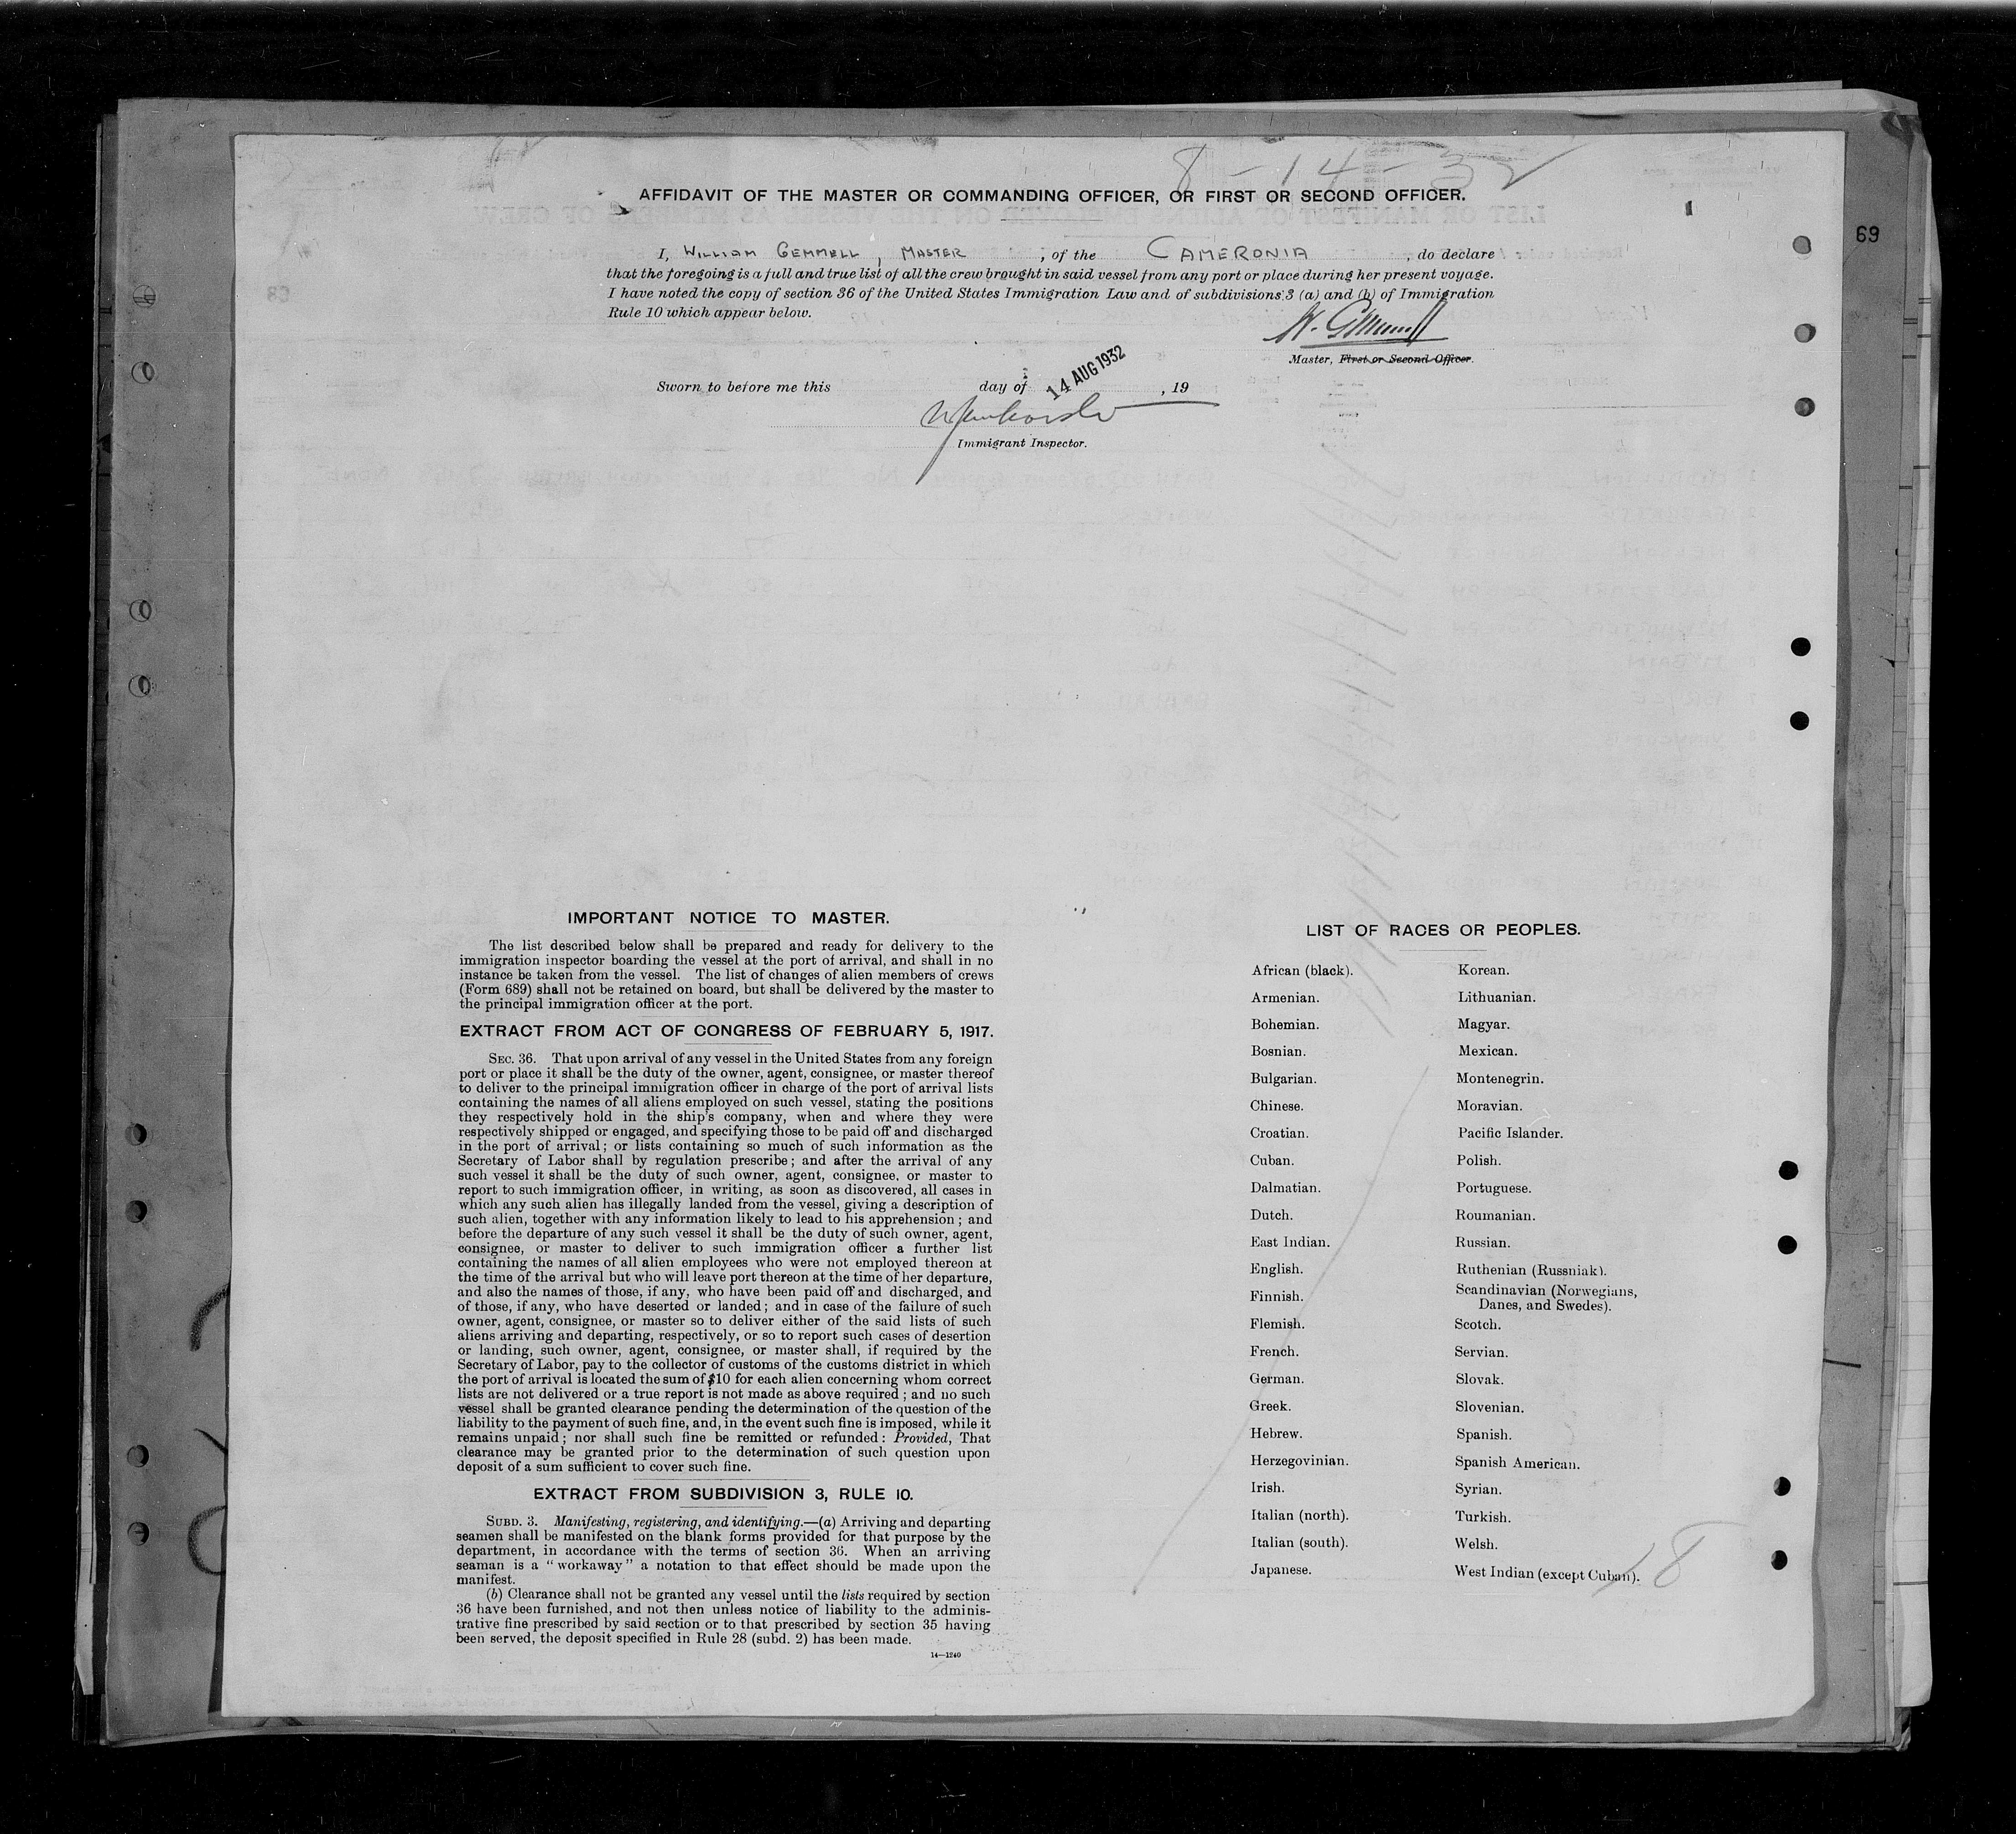 8-14-32
AFFIDAVIT OF THE MASTER OR COMMANDING OFFICER, OR FIRST OR SECOND OFFICER.
69
I, WILLIAM GEMMELL, MASTER, of the CAMERONIA, do declare
that the foregoing is a full and true list of all the crew brought in said vessel from any port or place during her present voyage.
I have noted the copy of section 36 of the United States Immigration Law and of subdivisions 3 (a) and (b) of Immigration
Rule 10 which appear below.
W. Gemmell
Master, First or Second Officer.
Sworn to before me this day of 14 AUG 1932, 19
Immigrant Inspector.
IMPORTANT NOTICE TO MASTER.
The list described below shall be prepared and ready for delivery to the
immigration inspector boarding the vessel at the port of arrival, and shall in no
instance be taken from the vessel. The list of changes of alien members of crews
(Form 689) shall not be retained on board, but shall be delivered by the master to
the principal immigration officer at the port.
EXTRACT FROM ACT OF CONGRESS OF FEBRUARY 5, 1917.
SEC. 36. That upon arrival of any vessel in the United States from any foreign
port or place it shall be the duty of the owner, agent, consignee, or master thereof
to deliver to the principal immigration officer in charge of the port of arrival lists
containing the names of all aliens employed on such vessel, stating the positions
they respectively hold in the ship's company, when and where they were
respectively shipped or engaged, and specifying those to be paid off and discharged
in the port of arrival; or lists containing so much of such information as the
Secretary of Labor shall by regulation prescribe; and after the arrival of any
such vessel it shall be the duty of such owner, agent, consignee, or master to
report to such immigration officer, in writing, as soon as discovered, all cases in
which any such alien has illegally landed from the vessel, giving a description of
such alien, together with any information likely to lead to his apprehension; and
before the departure of any such vessel it shall be the duty of such owner, agent,
consignee, or master to deliver to such immigration officer a further list
containing the names of all alien employees who were not employed thereon at
the time of the arrival but who will leave port thereon at the time of her departure,
and also the names of those, if any, who have been paid off and discharged, and
of those, if any, who have deserted or landed; and in case of the failure of such
owner, agent, consignee, or master so to deliver either of the said lists of such
aliens arriving and departing, respectively, or so to report such cases of desertion
or landing, such owner, agent, consignee, or master shall, if required by the
Secretary of Labor, pay to the collector of customs of the customs district in which
the port of arrival is located the sum of $10 for each alien concerning whom correct
lists are not delivered or a true report is not made as above required; and no such
vessel shall be granted clearance pending the determination of the question of the
liability to the payment of such fine, and, in the event such fine is imposed, while it
remains unpaid; nor shall such fine be remitted or refunded: Provided, That
clearance may be granted prior to the determination of such question upon
deposit of a sum sufficient to cover such fine.
EXTRACT FROM SUBDIVISION 3, RULE 10.
SUBD. 3. Manifesting, registering, and identifying.—(a) Arriving and departing
seamen shall be manifested on the blank forms provided for that purpose by the
department, in accordance with the terms of section 36. When an arriving
seaman is a "workaway" a notation to that effect should be made upon the
manifest.
(b) Clearance shall not be granted any vessel until the lists required by section
36 have been furnished, and not then unless notice of liability to the adminis-
trative fine prescribed by said section or to that prescribed by section 35 having
been served, the deposit specified in Rule 28 (subd. 2) has been made.
14—1240
LIST OF RACES OR PEOPLES.
African (black).
Armenian.
Bohemian.
Bosnian.
Bulgarian.
Chinese.
Croatian.
Cuban.
Dalmatian.
Dutch.
East Indian.
English.
Finnish.
Flemish.
French.
German.
Greek.
Hebrew.
Herzegovinian.
Irish.
Italian (north).
Italian (south).
Japanese.
Korean.
Lithuanian.
Magyar.
Mexican.
Montenegrin.
Moravian.
Pacific Islander.
Polish.
Portuguese.
Roumanian.
Russian.
Ruthenian (Russniak).
Scandinavian (Norwegians,
Danes, and Swedes).
Scotch.
Servian.
Slovak.
Slovenian.
Spanish.
Spanish American.
Syrian.
Turkish.
Welsh.
West Indian (except Cuban).
18